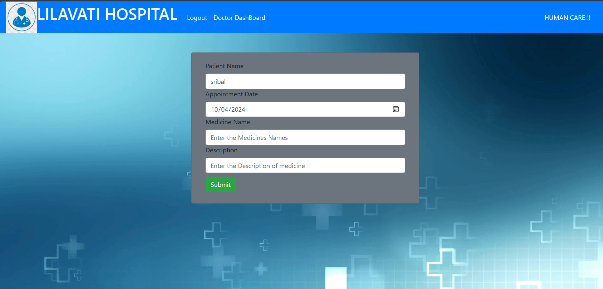 LILAVATI HOSPITAL Logout Doctor DashBoard HUMAN CARE !!
Patient Name
sribal
Appointment Date
10/04/2024
Medicine Name
Enter the Medicines Names
Description
Enter the Description of medicine
Submit